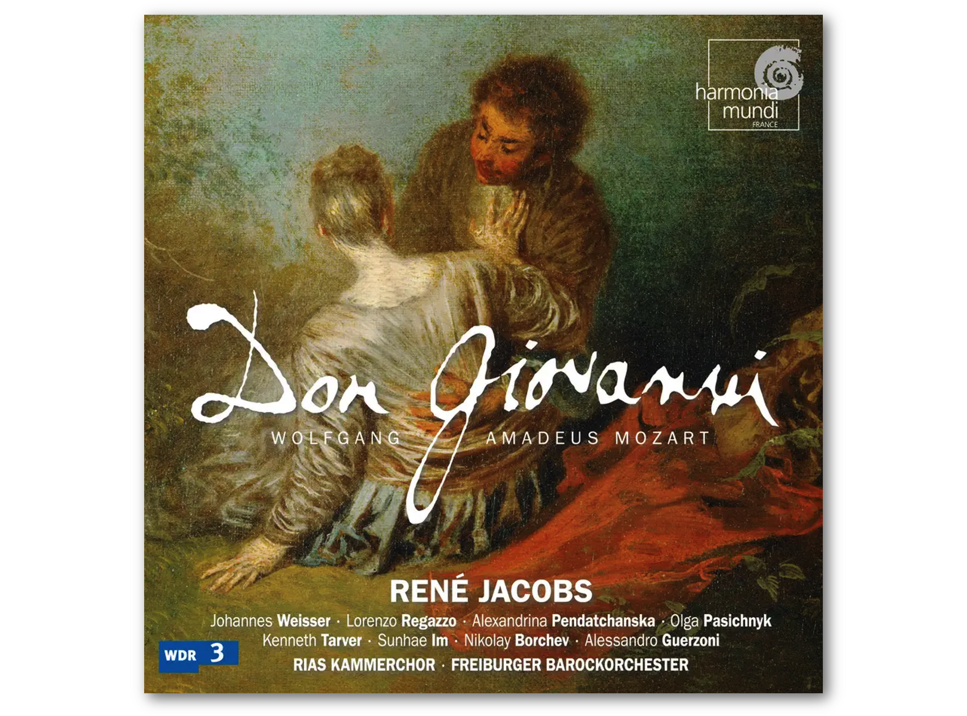 harmonia
mundi
FRANCE
Don Giovanni
WOLFGANG AMADEUS MOZART
RENÉ JACOBS
Johannes Weisser · Lorenzo Regazzo · Alexandrina Pendatchanska · Olga Pasichnyk
Kenneth Tarver · Sunhae Im · Nikolay Borchev · Alessandro Guerzoni
WDR 3
RIAS KAMMERCHOR · FREIBURGER BAROCKORCHESTER